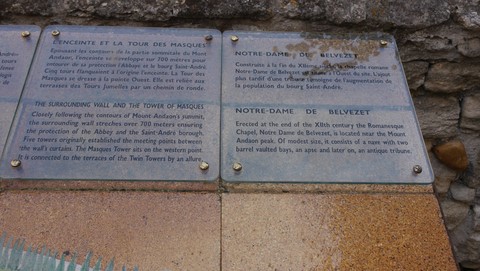 L'ENCEINTE ET LA TOUR DES MASQUES
Épousant les contours de la partie sommitale du Mont
Andaon, l'enceinte se développe sur 700 mètres pour
assurer de sa protection l'Abbaye et le bourg Saint-André.
Cinq tours flanquaient à l'origine l'enceinte. La Tour des
Masques se dresse à la pointe Ouest. Elle est reliée aux
terrasses des Tours Jumelles par un chemin de ronde.
THE SURROUNDING WALL AND THE TOWER OF MASQUES
Closely following the contours of Mount Andaon's summit,
the surrounding wall streches over 700 meters ensuring
the protection of the Abbey and the Saint-André borough.
Five towers originally established the meeting points between
the wall's curtain. The Masques Tower sits on the western point.
It is connected to the terraces of the Twin Towers by an allure.
NOTRE-DAME DE BELVEZET
Construite à la fin du XIIème siècle, la chapelle romane
Notre-Dame de Belvezet
plus tardif d'une tribune témoigne de l'augmentation de
la population du bourg Saint-André.
NOTRE-DAME DE BELVEZET
Erected at the end of the XIIth century the Romanesque
Chapel, Notre-Dame de Belvezet, is located near the Mount
Andaon peak. Of modest size, it consists of a nave with two
barrel vaulted bays, an apse and later on, an antique tribune.